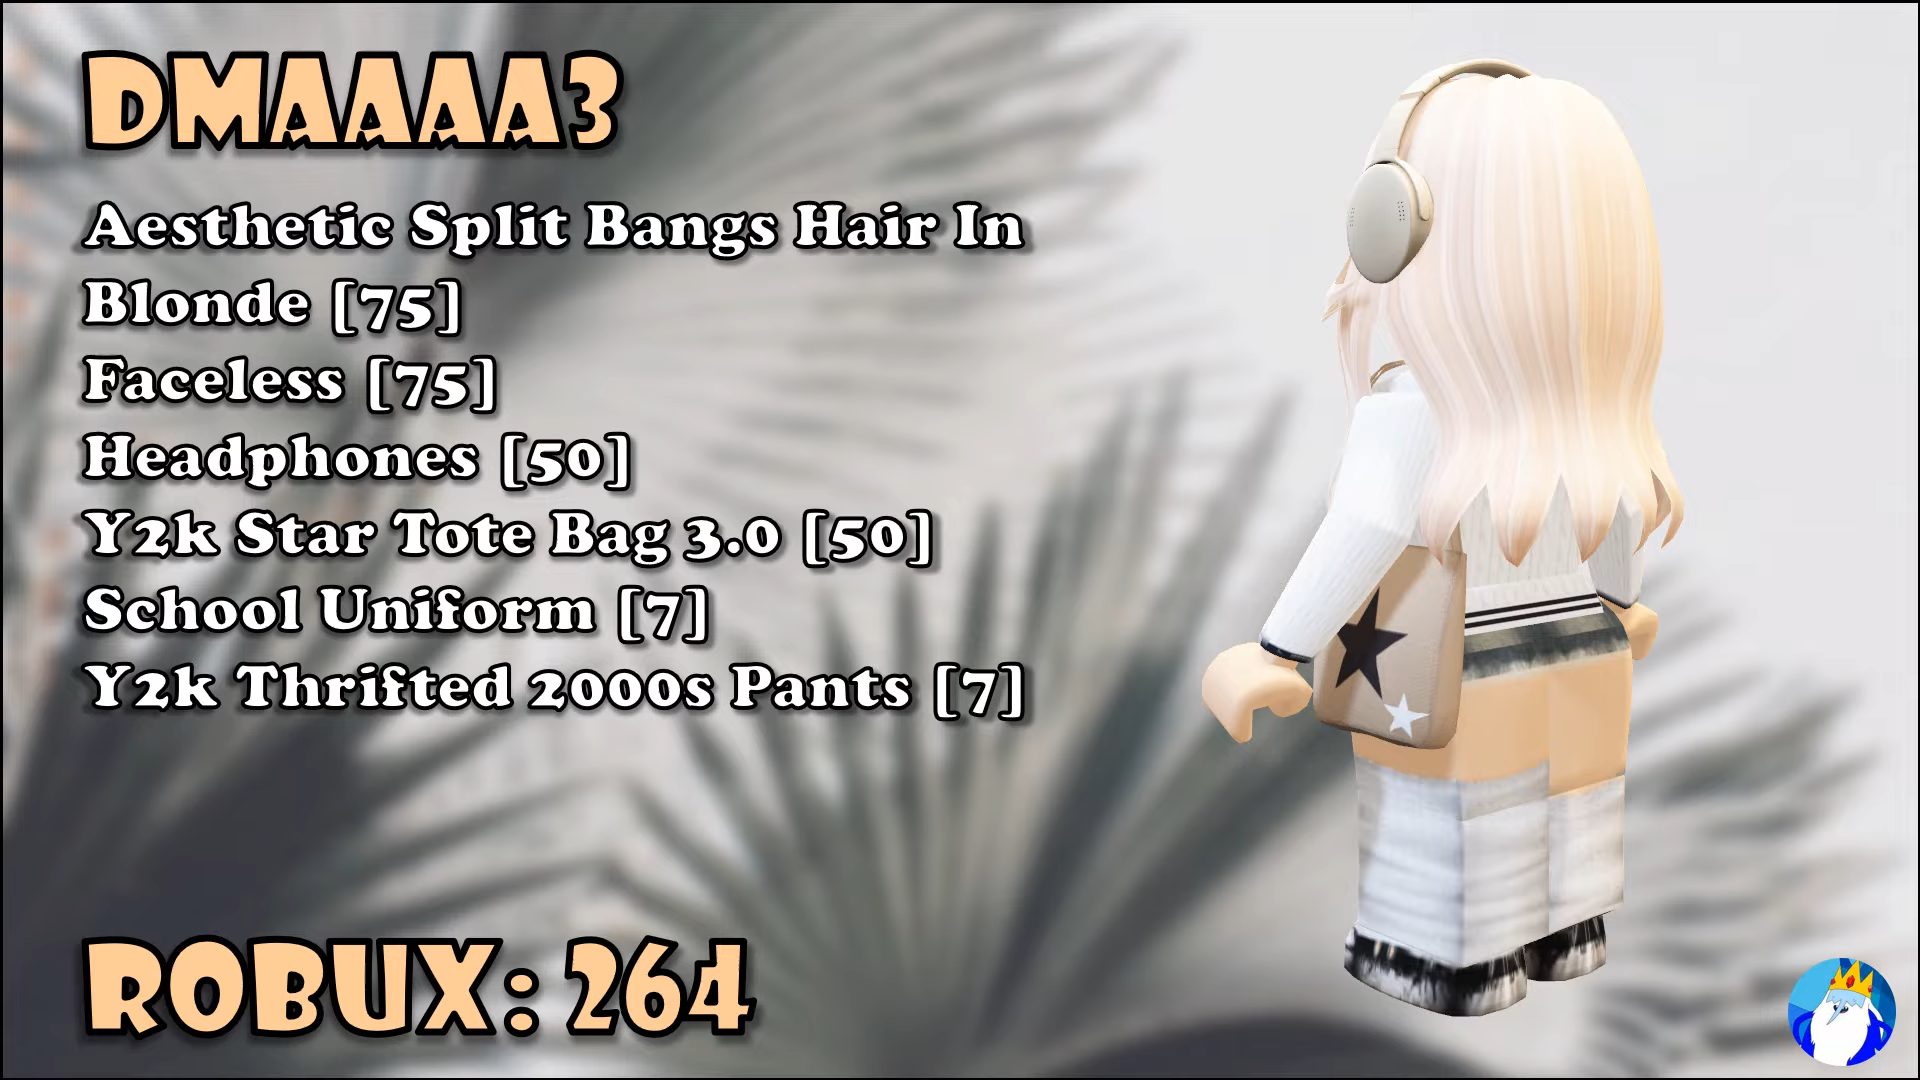 DMAAAA3
Aesthetic Split Bangs Hair In
Blonde [75]
Faceless [75]
Headphones [50]
Y2k Star Tote Bag 3.0 [50]
School Uniform [7]
Y2k Thrifted 2000s Pants [7]
ROBUX: 264